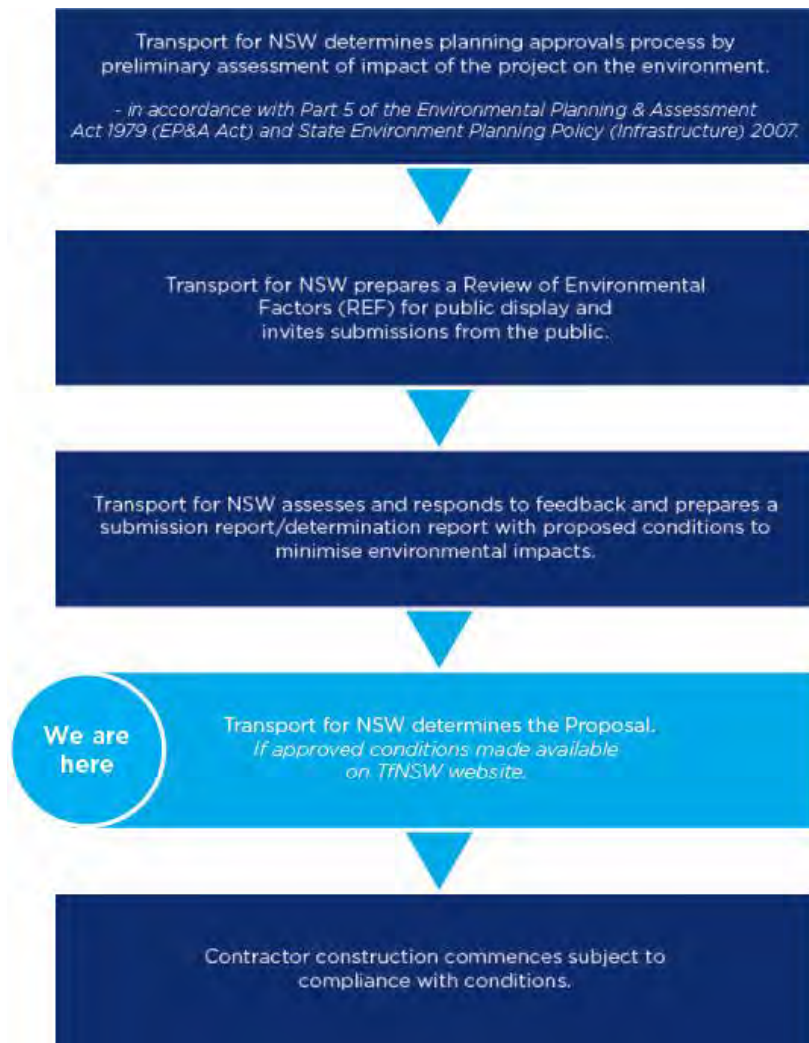 Transport for NSW determines planning approvals process by
preliminary assessment of impact of the project on the environment.
- in accordance with Part 5 of the Environmental Planning & Assessment
Act 1979 (EP&A Act) and State Environment Planning Policy (Infrastructure) 2007.
Transport for NSW prepares a Review of Environmental
Factors (REF) for public display and
invites submissions from the public.
Transport for NSW assesses and responds to feedback and prepares a
submission report/determination report with proposed conditions to
minimise environmental impacts.
We are
here
Transport for NSW determines the Proposal.
If approved conditions made available
on TfNSW website.
Contractor construction commences subject to
compliance with conditions.